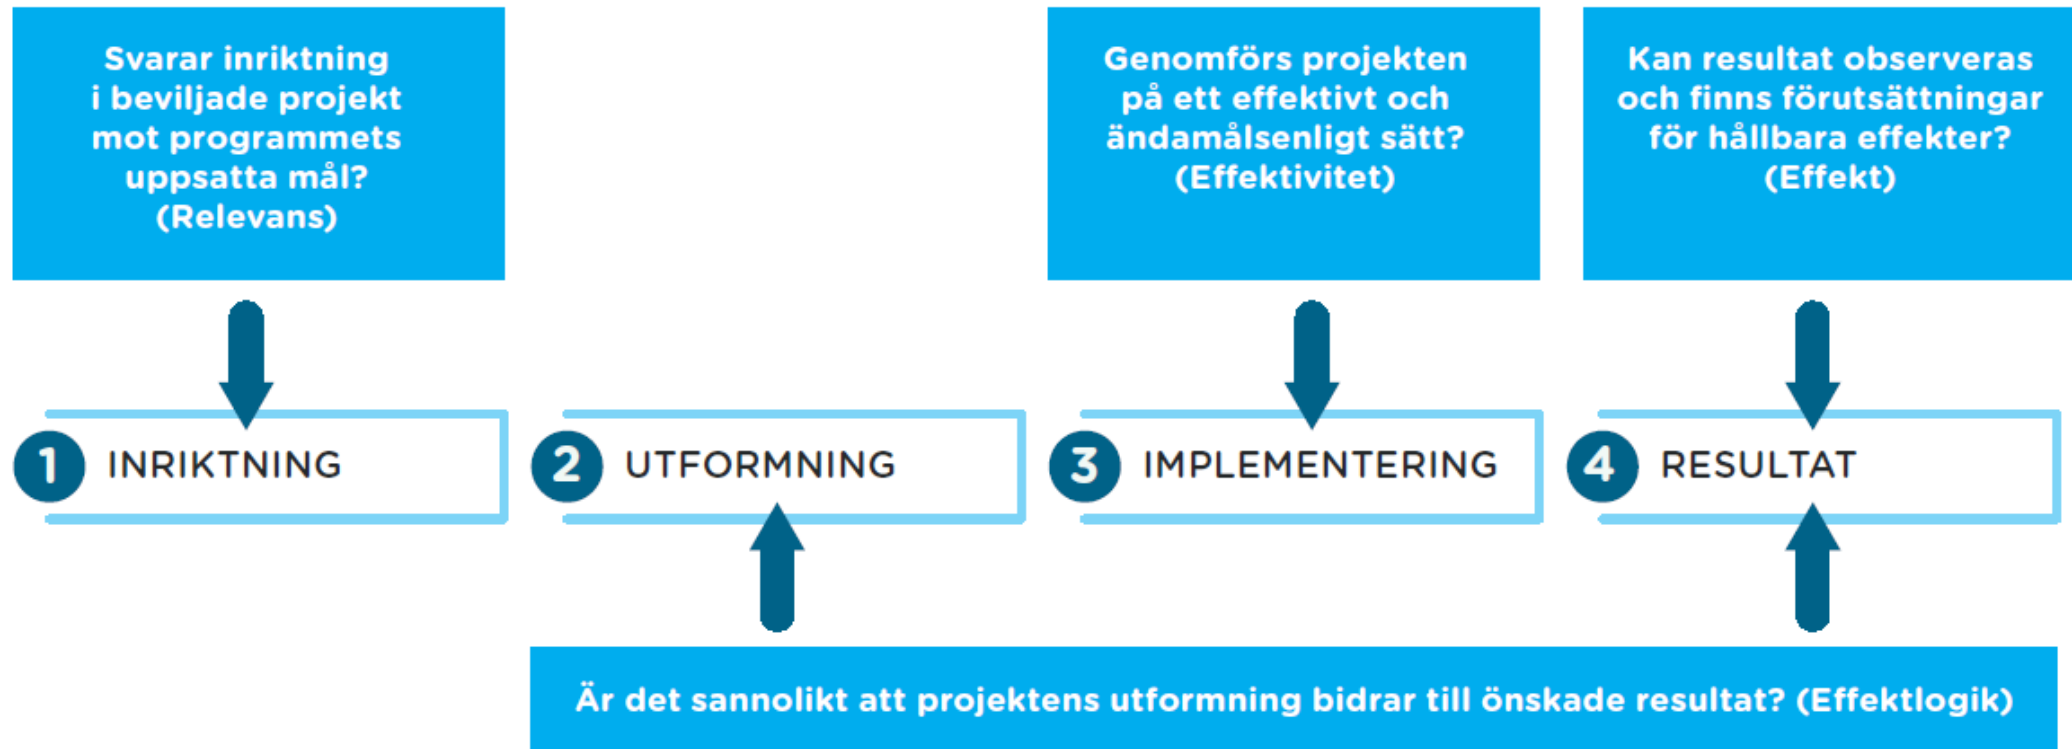 Svarar inriktning
i beviljade projekt
mot programmets
uppsatta mål?
(Relevans)
Genomförs projekten
på ett effektivt och
ändamålsenligt sätt?
(Effektivitet)
Kan resultat observeras
och finns förutsättningar
för hållbara effekter?
(Effekt)
1 INRIKTNING
2 UTFORMNING
3 IMPLEMENTERING
4 RESULTAT
Är det sannolikt att projektens utformning bidrar till önskade resultat? (Effektlogik)